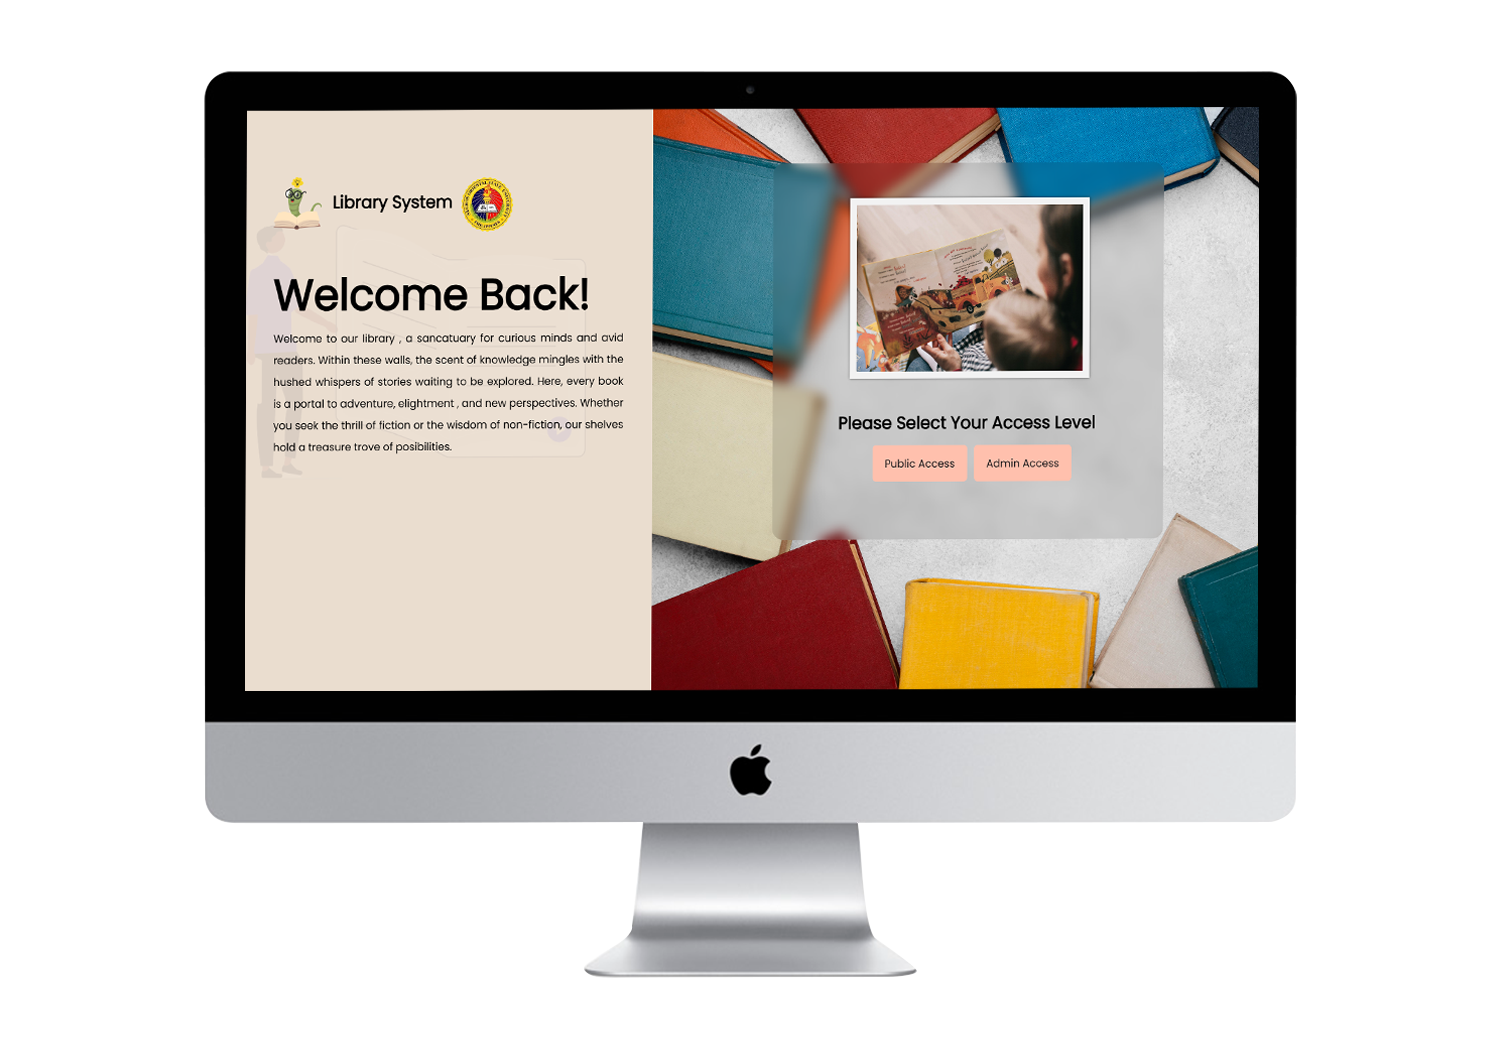 Library System
Welcome Back!
Welcome to our library , a sancatuary for curious minds and avid
readers. Within these walls, the scent of knowledge mingles with the
hushed whispers of stories waiting to be explored. Here, every book
is a portal to adventure, elightment , and new perspectives. Whether
you seek the thrill of fiction or the wisdom of non-fiction, our shelves
hold a treasure trove of posibilities.
Please Select Your Access Level
Public Access
Admin Access